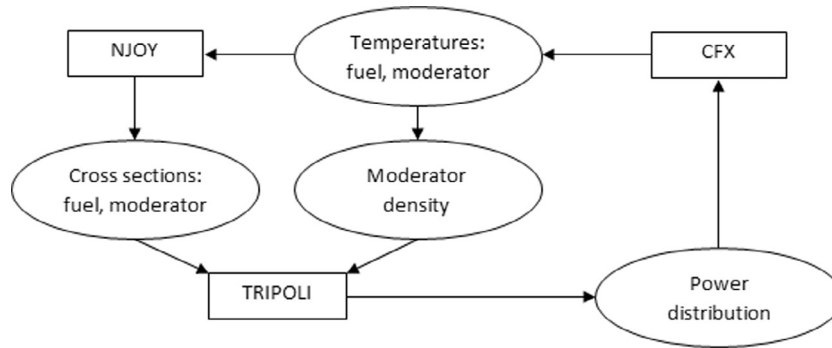 NJOY
Temperatures:
fuel, moderator
CFX
Cross sections:
fuel, moderator
Moderator
density
TRIPOLI
Power
distribution